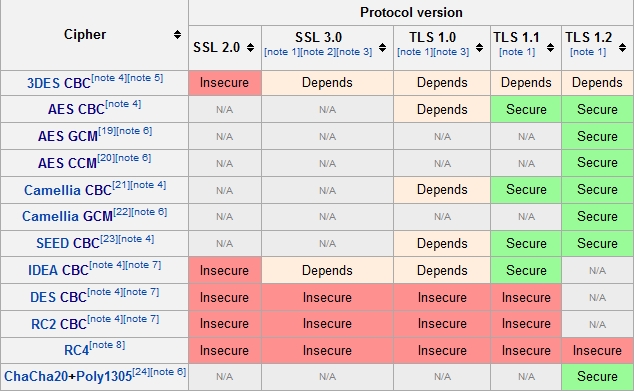 Cipher Protocol version
SSL 2.0 SSL 3.0 TLS 1.0 TLS 1.1 TLS 1.2
[note 1][note 2][note 3] [note 1][note 3] [note 1] [note 1]
3DES CBC[note 4][note 5] Insecure Depends Depends Depends Depends
AES CBC[note 4] N/A N/A Depends Secure Secure
AES GCM[19][note 6] N/A N/A N/A N/A Secure
AES CCM[20][note 6] N/A N/A N/A N/A Secure
Camellia CBC[21][note 4] N/A N/A Depends Secure Secure
Camellia GCM[22][note 6] N/A N/A N/A N/A Secure
SEED CBC[23][note 4] N/A N/A Depends Secure Secure
IDEA CBC[note 4][note 7] Insecure Depends Depends Secure N/A
DES CBC[note 4][note 7] Insecure Insecure Insecure Insecure N/A
RC2 CBC[note 4][note 7] Insecure Insecure Insecure Insecure N/A
RC4[note 8] Insecure Insecure Insecure Insecure Insecure
ChaCha20+Poly1305[24][note 6] N/A N/A N/A N/A Secure